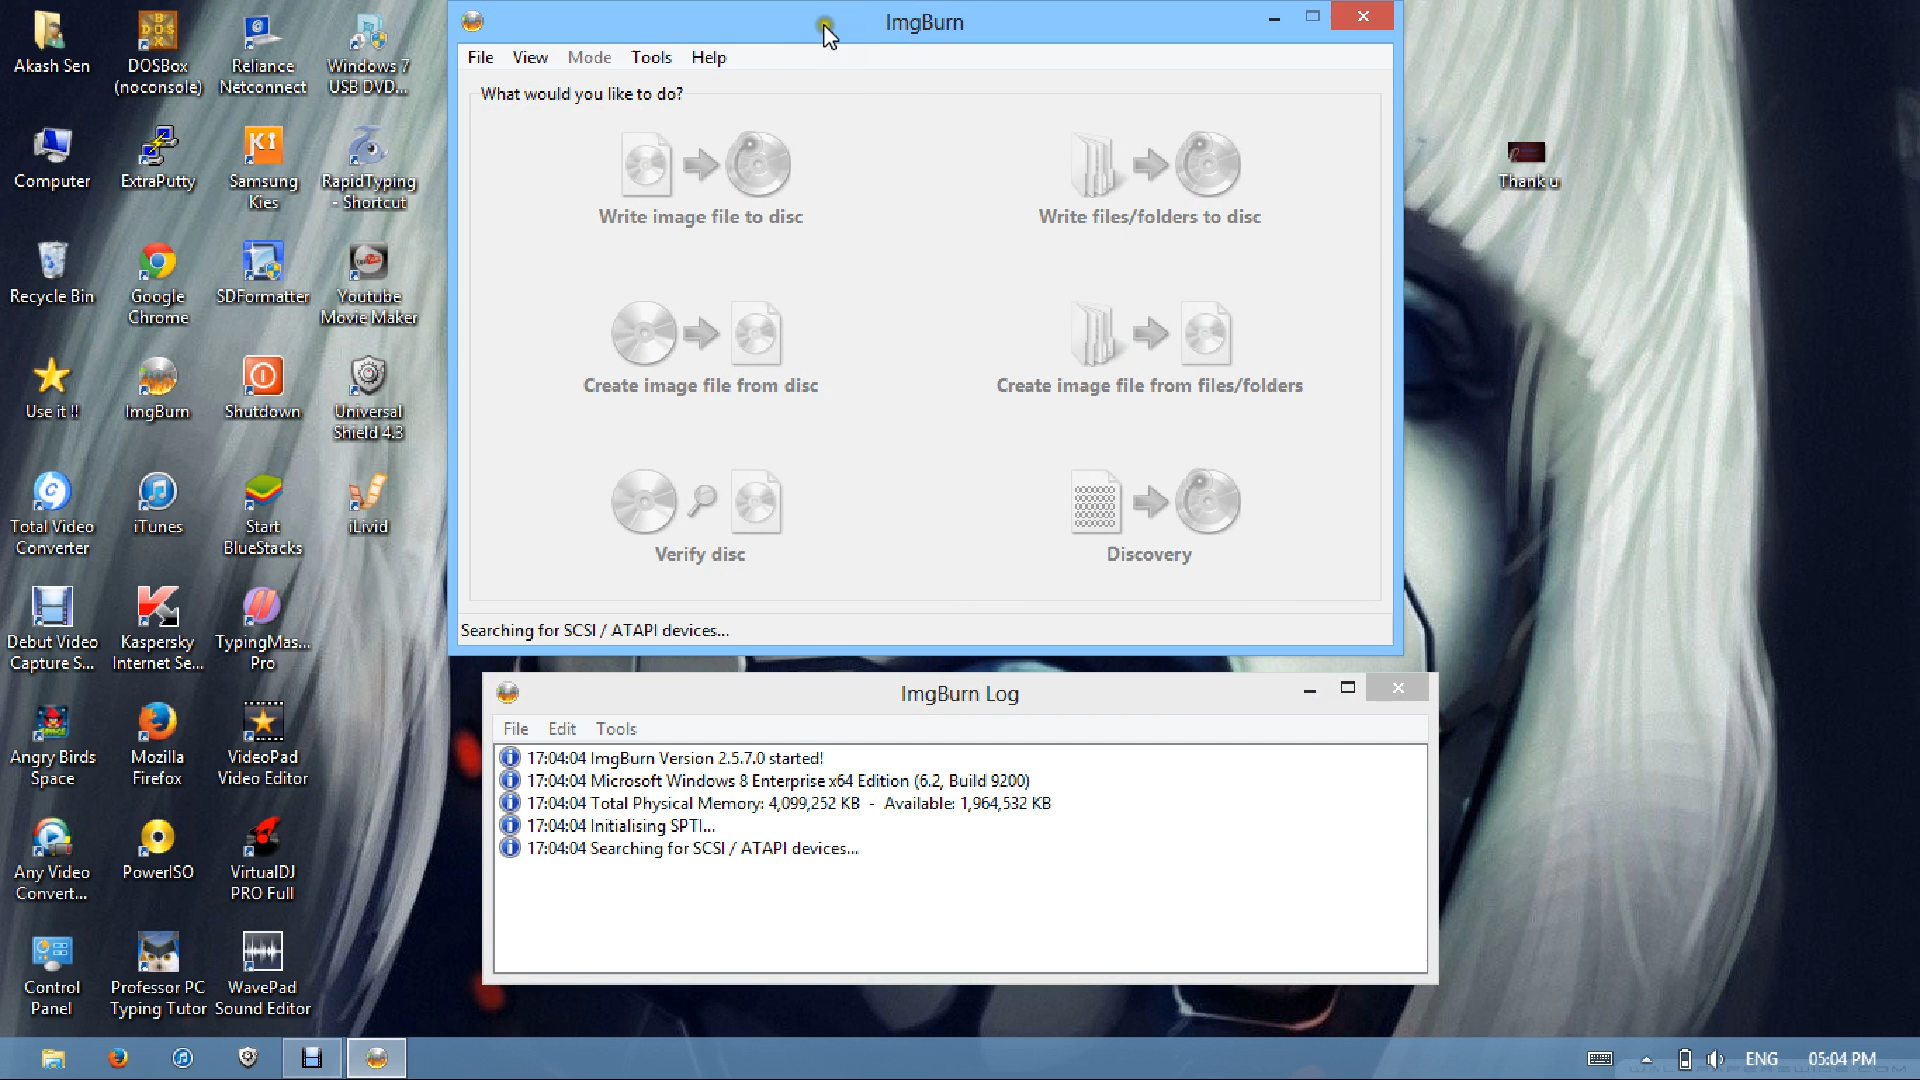 Akash Sen
DOSBox
(noconsole)
Reliance
Netconnect
Windows 7
USB DVD...
Computer
ExtraPutty
Samsung
Kies
RapidTyping
- Shortcut
Recycle Bin
Google
Chrome
SDFormatter
Youtube
Movie Maker
Use it !!
ImgBurn
Shutdown
Universal
Shield 4.3
Total Video
Converter
iTunes
Start
BlueStacks
iLivid
Debut Video
Capture S...
Kaspersky
Internet Se...
TypingMas...
Pro
Angry Birds
Space
Mozilla
Firefox
VideoPad
Video Editor
Any Video
Convert...
PowerISO
VirtualDJ
PRO Full
Control
Panel
Professor PC
Typing Tutor
WavePad
Sound Editor
Thank u
ImgBurn
File View Mode Tools Help
What would you like to do?
Write image file to disc
Write files/folders to disc
Create image file from disc
Create image file from files/folders
Verify disc
Discovery
Searching for SCSI / ATAPI devices...
ImgBurn Log
File Edit Tools
17:04:04 ImgBurn Version 2.5.7.0 started!
17:04:04 Microsoft Windows 8 Enterprise x64 Edition (6.2, Build 9200)
17:04:04 Total Physical Memory: 4,099,252 KB - Available: 1,964,532 KB
17:04:04 Initialising SPTI...
17:04:04 Searching for SCSI / ATAPI devices...
ENG 05:04 PM